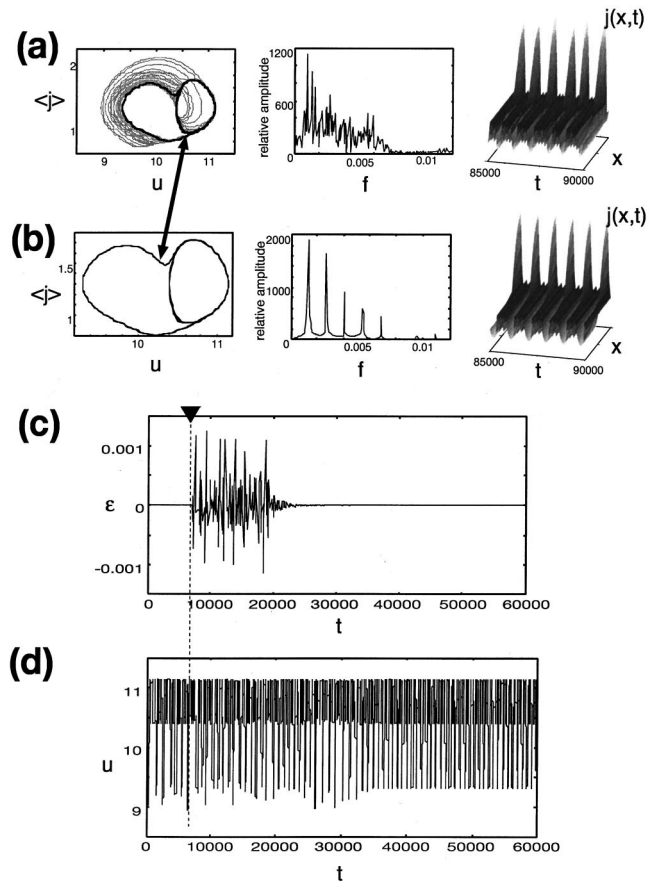 (a)
2
<j>
1
9 10 11
u
relative amplitude
1200
600
0
0.005 0.01
f
j(x,t)
85000
t
90000
x
(b)
1.5
<j>
1
10 11
u
relative amplitude
2000
1000
0
0.005 0.01
f
j(x,t)
85000
t
90000
x
(c)
0.001
ε 0
-0.001
0 10000 20000 30000 40000 50000 60000
t
(d)
11
10
u
9
0 10000 20000 30000 40000 50000 60000
t